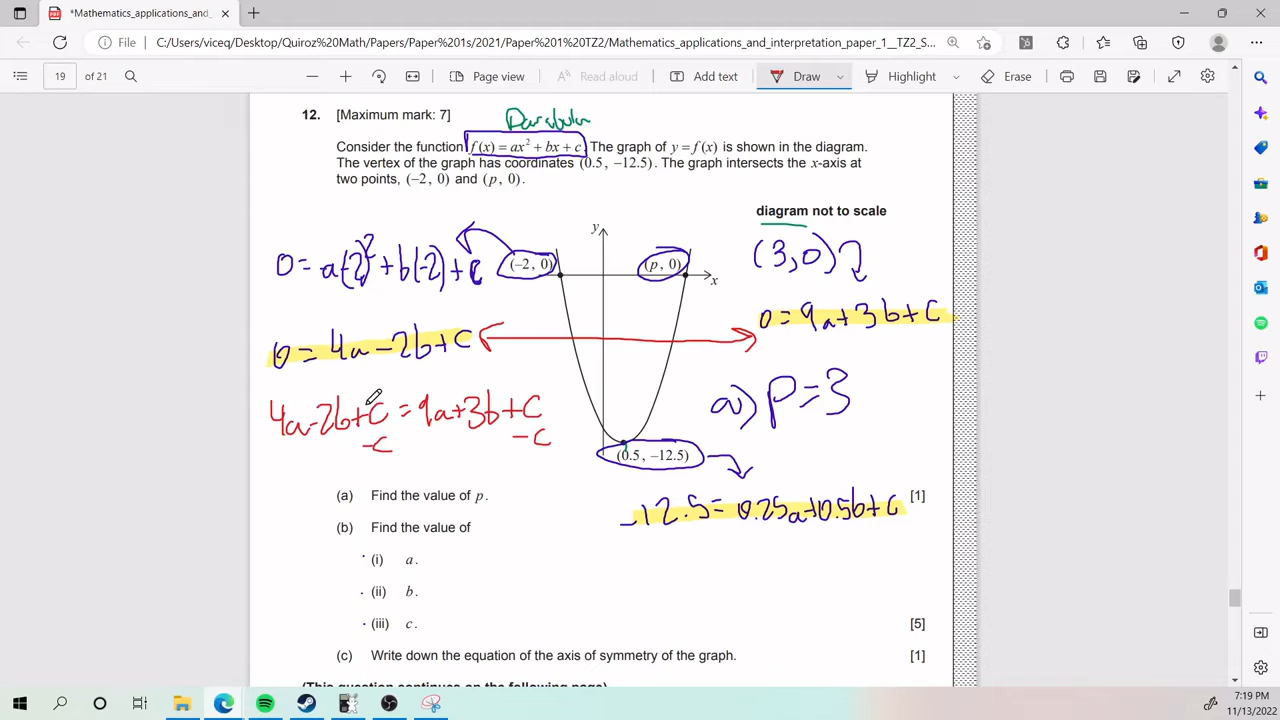 *Mathematics_applications_and_
File C:/Users/viceq/Desktop/Quiroz%20Math/Papers/Paper%201s/2021/Paper%201%20TZ2/Mathematics_applications_and_interpretation_paper_1__TZ2_S...
19 of 21 Page view Read aloud Add text Draw Highlight Erase
12. [Maximum mark: 7]
Parabola
Consider the function f(x) = ax² + bx + c. The graph of y = f(x) is shown in the diagram.
The vertex of the graph has coordinates (0.5, −12.5). The graph intersects the x-axis at
two points, (−2, 0) and (p, 0).
diagram not to scale
y
0 = a(-2)² + b(-2) + c
(−2, 0)
(p, 0)
(3,0)
x
0 = 9a+3b+c
0 = 4a-2b+c
4a-2b+c = 9a+3b+c
-c -c
a) p=3
(0.5, −12.5)
-12.5 = 0.25a+0.5b+c
(a) Find the value of p. [1]
(b) Find the value of
(i) a.
(ii) b.
(iii) c. [5]
(c) Write down the equation of the axis of symmetry of the graph. [1]
(This question continues on the following page)
7:19 PM
11/13/2022